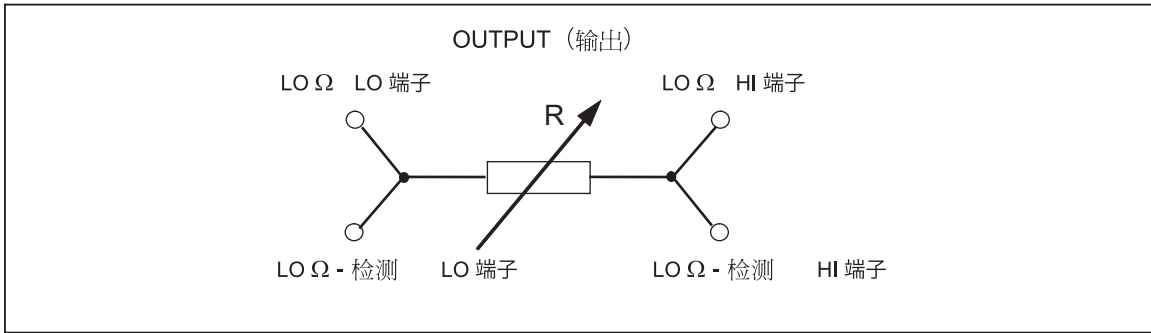 OUTPUT（输出）
LO Ω LO 端子 LO Ω HI 端子
R
LO Ω - 检测 LO 端子 LO Ω - 检测 HI 端子